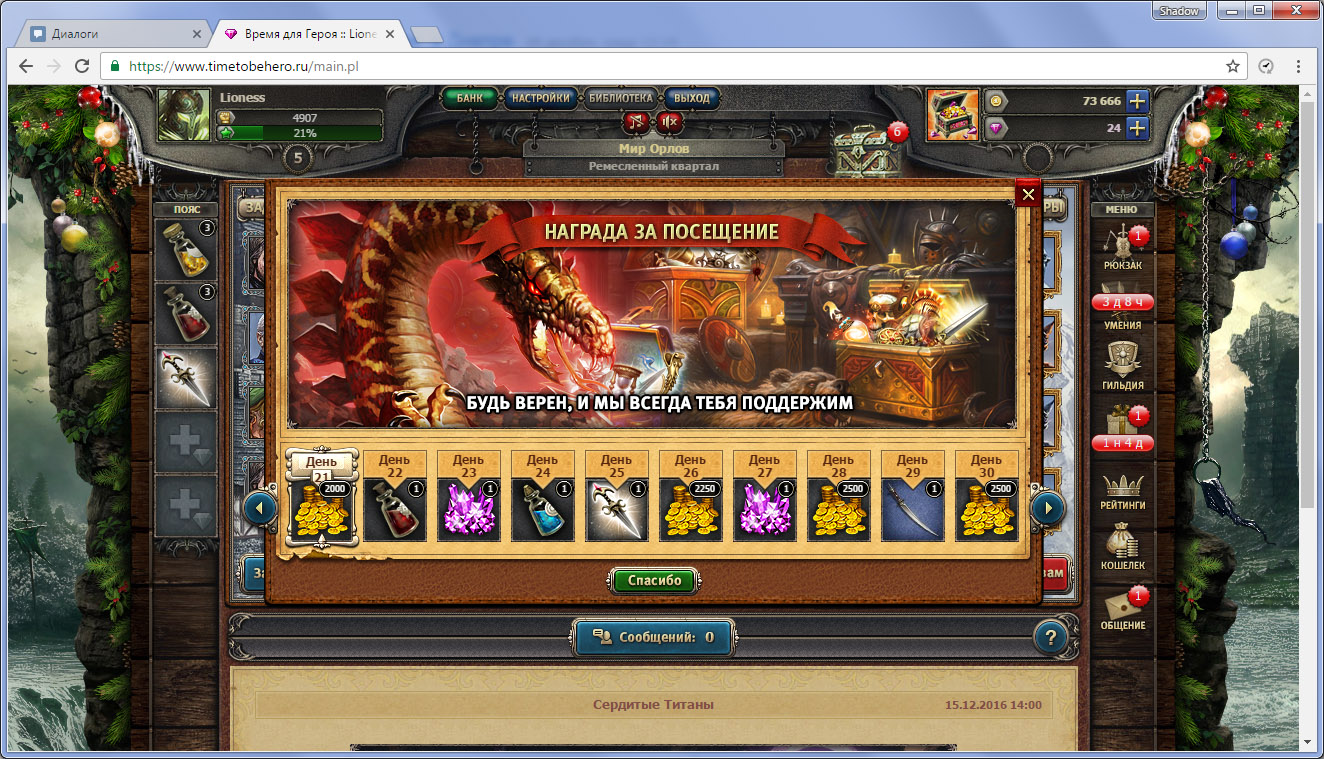 Shadow
Диалоги
Время для Героя :: Lione
https://www.timetobehero.ru/main.pl
Lioness
4907
21%
5
БАНК
НАСТРОЙКИ
БИБЛИОТЕКА
ВЫХОД
Мир Орлов
Ремесленный квартал
6
73 666
24
ПОЯС
3
3
МЕНЮ
1
РЮКЗАК
3 д 8 ч
УМЕНИЯ
ГИЛЬДИЯ
1
1 н 4 д
РЕЙТИНГИ
КОШЕЛЕК
1
ОБЩЕНИЕ
НАГРАДА ЗА ПОСЕЩЕНИЕ
БУДЬ ВЕРЕН, И МЫ ВСЕГДА ТЕБЯ ПОДДЕРЖИМ
День 21
2000
День 22
1
День 23
1
День 24
1
День 25
1
День 26
2250
День 27
1
День 28
2500
День 29
1
День 30
2500
Спасибо
Сообщений: 0
?
Сердитые Титаны
15.12.2016 14:00